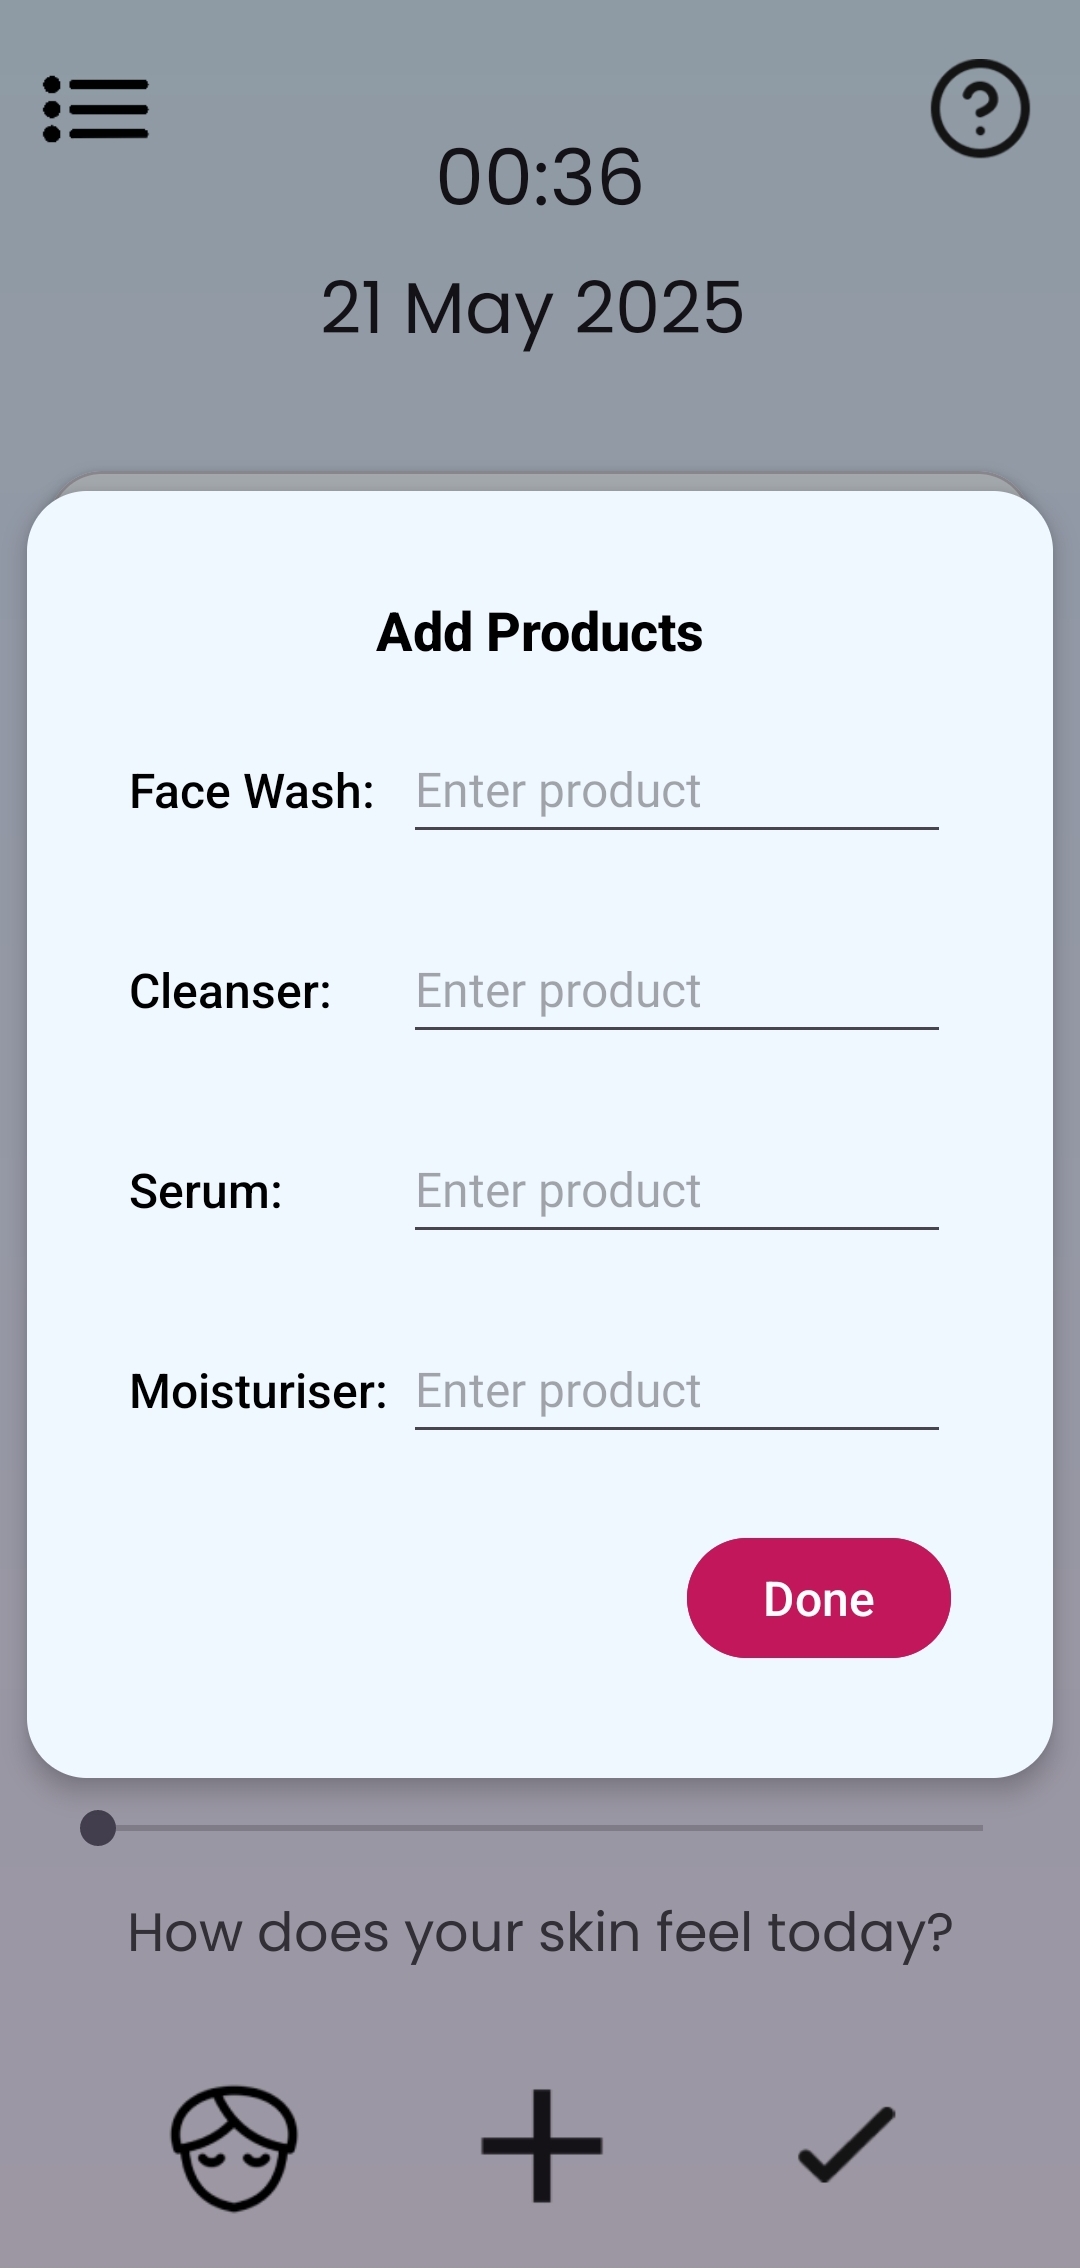 00:36
21 May 2025
Add Products
Face Wash: Enter product
Cleanser: Enter product
Serum: Enter product
Moisturiser: Enter product
Done
How does your skin feel today?